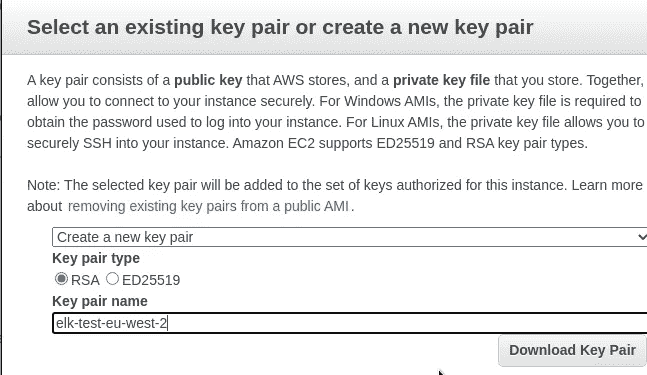 Select an existing key pair or create a new key pair
A key pair consists of a public key that AWS stores, and a private key file that you store. Together,
allow you to connect to your instance securely. For Windows AMIs, the private key file is required to
obtain the password used to log into your instance. For Linux AMIs, the private key file allows you to
securely SSH into your instance. Amazon EC2 supports ED25519 and RSA key pair types.
Note: The selected key pair will be added to the set of keys authorized for this instance. Learn more
about removing existing key pairs from a public AMI.
Create a new key pair
Key pair type
RSA ED25519
Key pair name
elk-test-eu-west-2
Download Key Pair